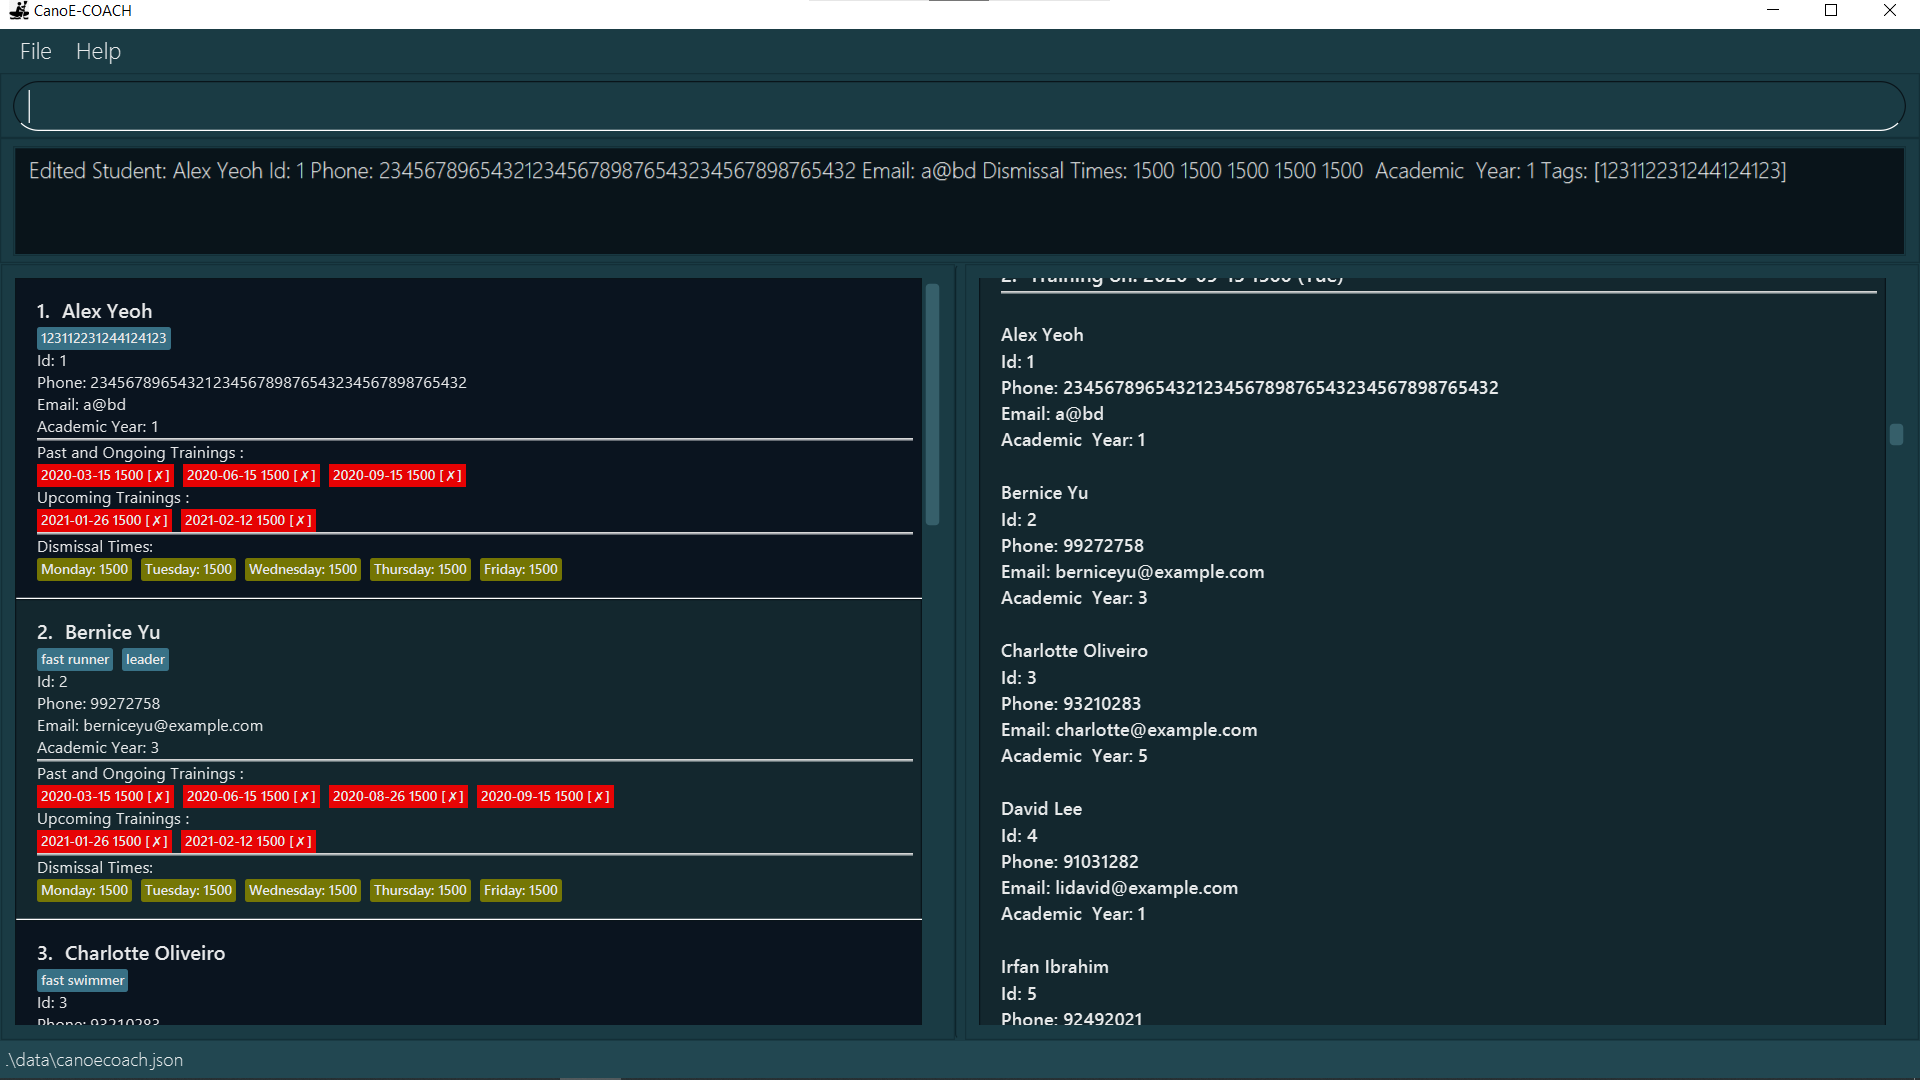 CanoE-COACH
File Help
Edited Student: Alex Yeoh Id: 1 Phone: 2345678965432123456789876543234567898765432 Email: a@bd Dismissal Times: 1500 1500 1500 1500 1500 Academic Year: 1 Tags: [123112231244124123]
1. Alex Yeoh
123112231244124123
Id: 1
Phone: 2345678965432123456789876543234567898765432
Email: a@bd
Academic Year: 1
Past and Ongoing Trainings :
2020-03-15 1500 [✗] 2020-06-15 1500 [✗] 2020-09-15 1500 [✗]
Upcoming Trainings :
2021-01-26 1500 [✗] 2021-02-12 1500 [✗]
Dismissal Times:
Monday: 1500 Tuesday: 1500 Wednesday: 1500 Thursday: 1500 Friday: 1500
2. Bernice Yu
fast runner leader
Id: 2
Phone: 99272758
Email: berniceyu@example.com
Academic Year: 3
Past and Ongoing Trainings :
2020-03-15 1500 [✗] 2020-06-15 1500 [✗] 2020-08-26 1500 [✗] 2020-09-15 1500 [✗]
Upcoming Trainings :
2021-01-26 1500 [✗] 2021-02-12 1500 [✗]
Dismissal Times:
Monday: 1500 Tuesday: 1500 Wednesday: 1500 Thursday: 1500 Friday: 1500
3. Charlotte Oliveiro
fast swimmer
Id: 3
Phone: 93210283
2. Training on: 2020-09-15 1500 (Tue)
Alex Yeoh
Id: 1
Phone: 2345678965432123456789876543234567898765432
Email: a@bd
Academic Year: 1
Bernice Yu
Id: 2
Phone: 99272758
Email: berniceyu@example.com
Academic Year: 3
Charlotte Oliveiro
Id: 3
Phone: 93210283
Email: charlotte@example.com
Academic Year: 5
David Lee
Id: 4
Phone: 91031282
Email: lidavid@example.com
Academic Year: 1
Irfan Ibrahim
Id: 5
Phone: 92492021
.\data\canoecoach.json